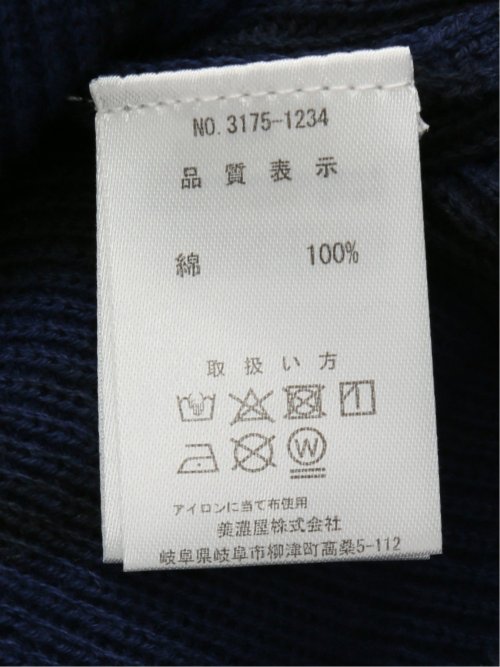 NO. 3175-1234
品質表示
綿 100%
取扱い方
W
アイロンに当て布使用
美濃屋株式会社
岐阜県岐阜市柳津町高桑5-112